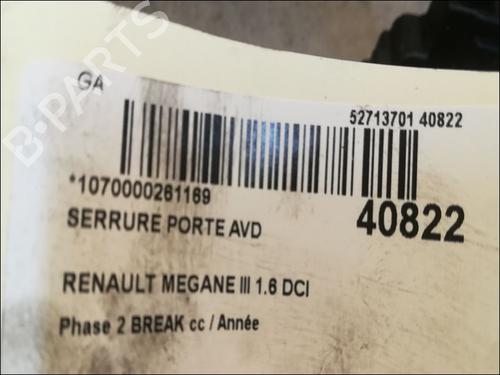 B-PARTS
GA
52713701 40822
*1070000261169
40822
SERRURE PORTE AVD
RENAULT MEGANE III 1.6 DCI
Phase 2 BREAK cc / Année